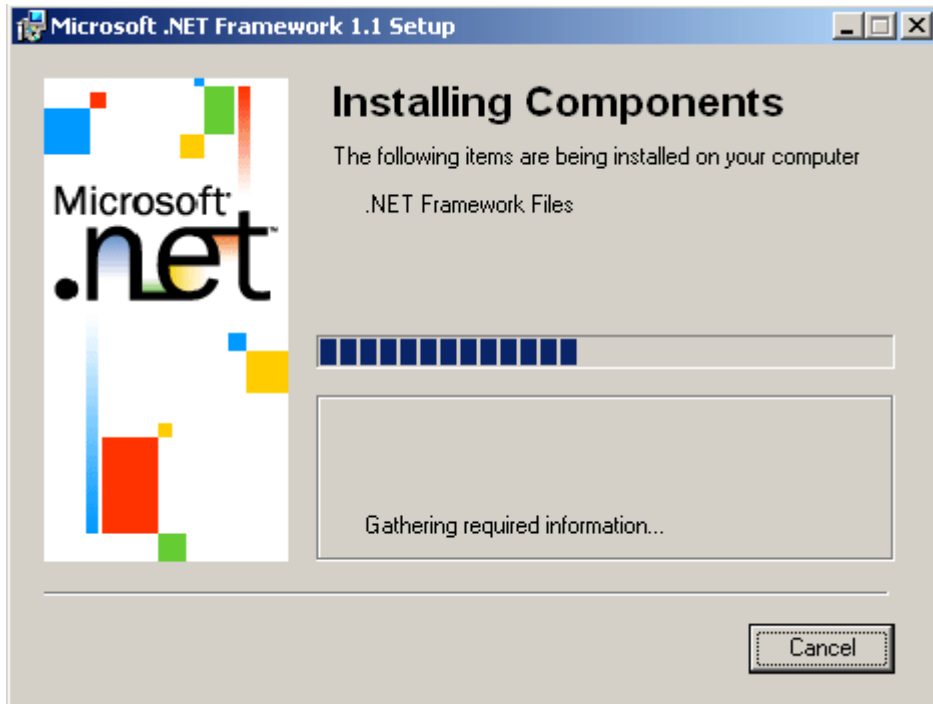 Microsoft .NET Framework 1.1 Setup
Installing Components
The following items are being installed on your computer
.NET Framework Files
Microsoft
.net™
Gathering required information...
Cancel